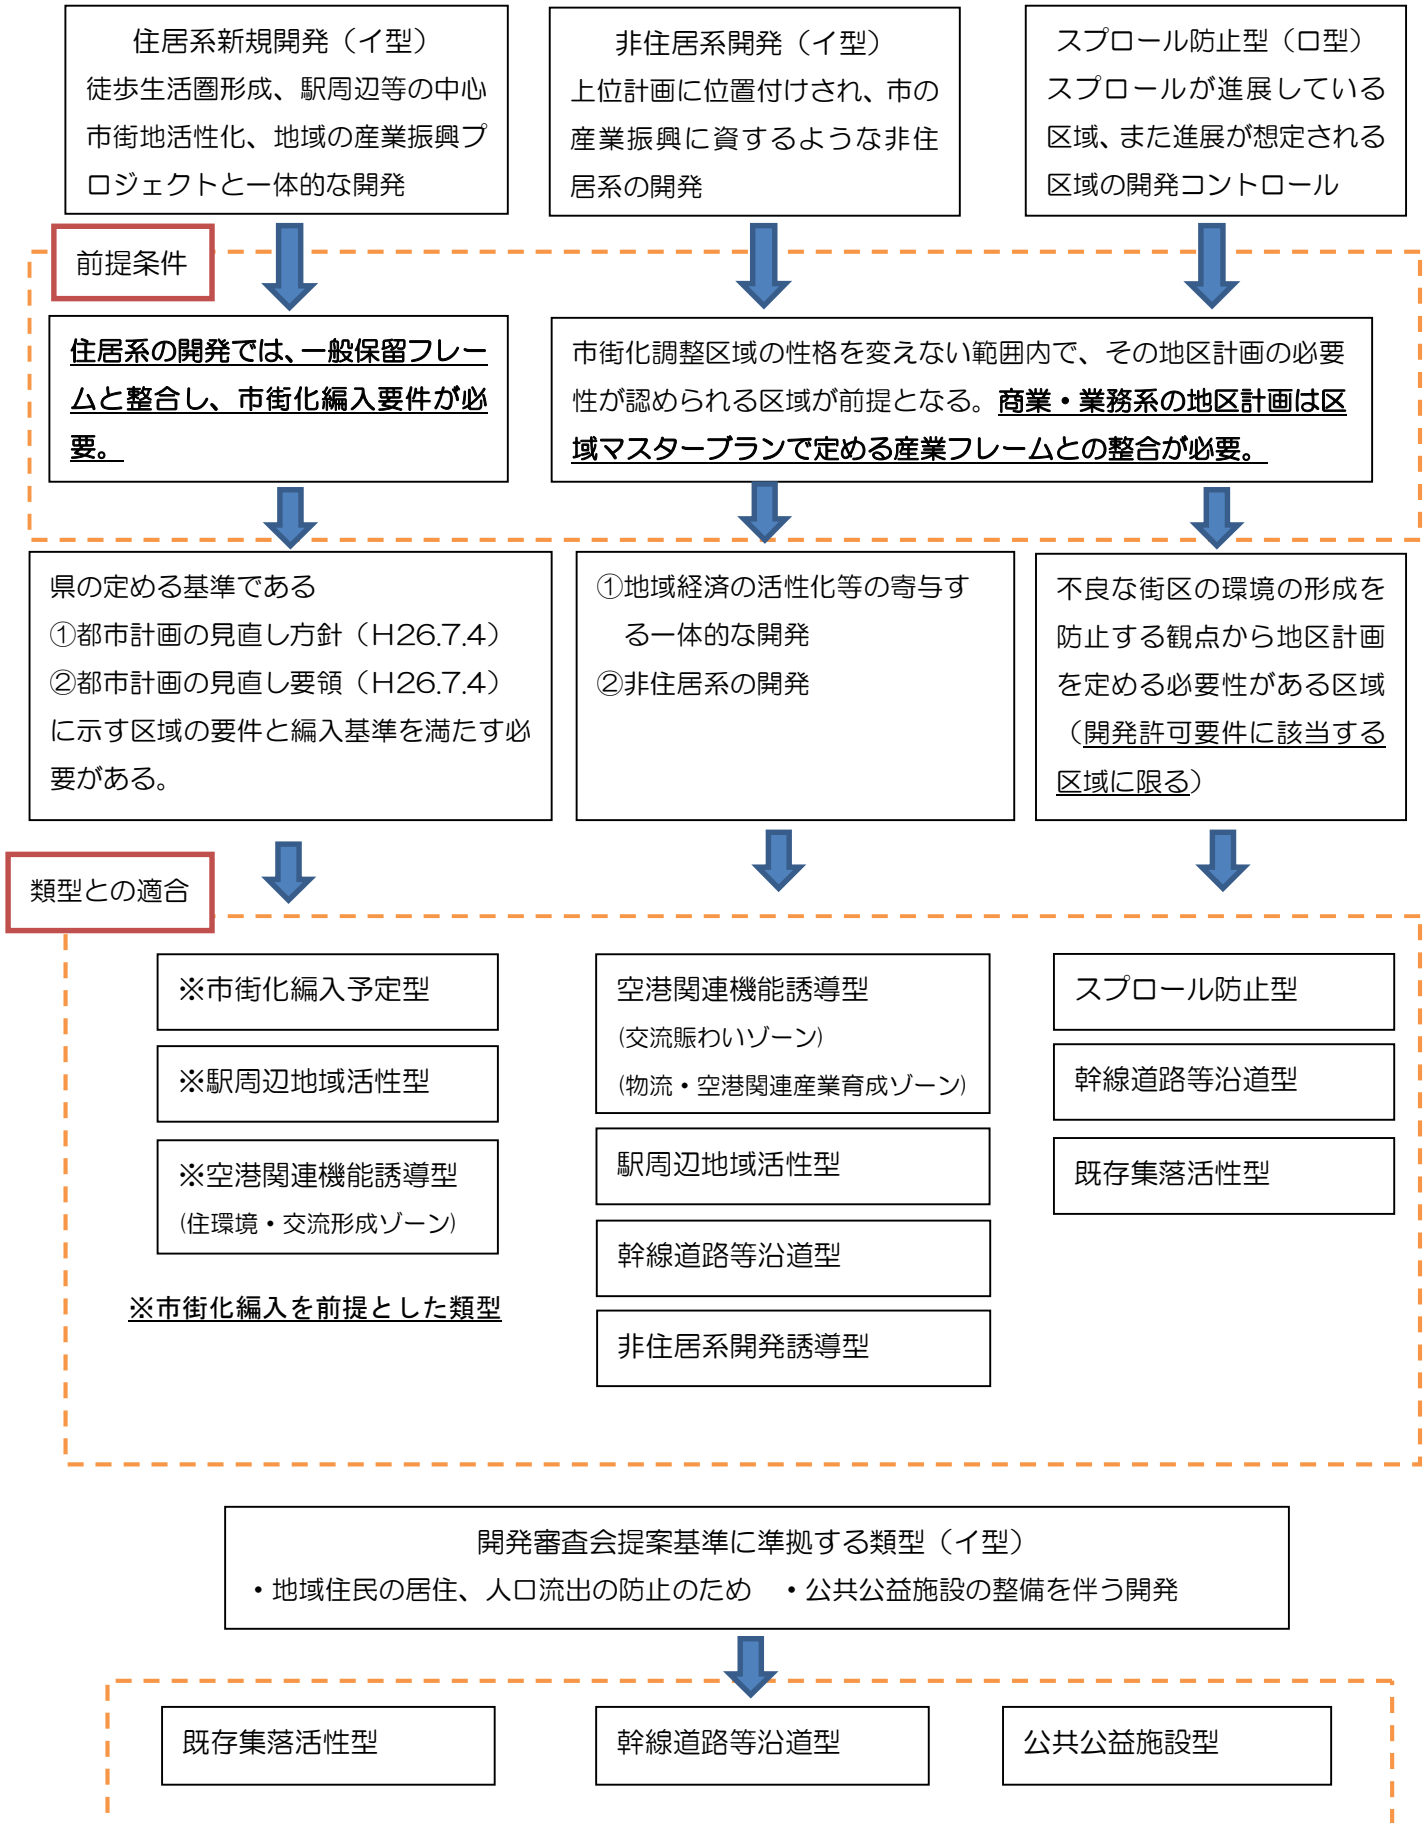 住居系新規開発（イ型）
徒歩生活圏形成、駅周辺等の中心
市街地活性化、地域の産業振興プ
ロジェクトと一体的な開発
非住居系開発（イ型）
上位計画に位置付けされ、市の
産業振興に資するような非住
居系の開発
スプロール防止型（ロ型）
スプロールが進展している
区域、また進展が想定される
区域の開発コントロール
前提条件
住居系の開発では、一般保留フレー
ムと整合し、市街化編入要件が必
要。
市街化調整区域の性格を変えない範囲内で、その地区計画の必要
性が認められる区域が前提となる。商業・業務系の地区計画は区
域マスタープランで定める産業フレームとの整合が必要。
県の定める基準である
①都市計画の見直し方針（H26.7.4）
②都市計画の見直し要領（H26.7.4）
に示す区域の要件と編入基準を満たす必
要がある。
①地域経済の活性化等の寄与す
る一体的な開発
②非住居系の開発
不良な街区の環境の形成を
防止する観点から地区計画
を定める必要性がある区域
（開発許可要件に該当する
区域に限る）
類型との適合
※市街化編入予定型
※駅周辺地域活性型
※空港関連機能誘導型
(住環境・交流形成ゾーン)
※市街化編入を前提とした類型
空港関連機能誘導型
(交流賑わいゾーン)
(物流・空港関連産業育成ゾーン)
駅周辺地域活性型
幹線道路等沿道型
非住居系開発誘導型
スプロール防止型
幹線道路等沿道型
既存集落活性型
開発審査会提案基準に準拠する類型（イ型）
・地域住民の居住、人口流出の防止のため　・公共公益施設の整備を伴う開発
既存集落活性型
幹線道路等沿道型
公共公益施設型